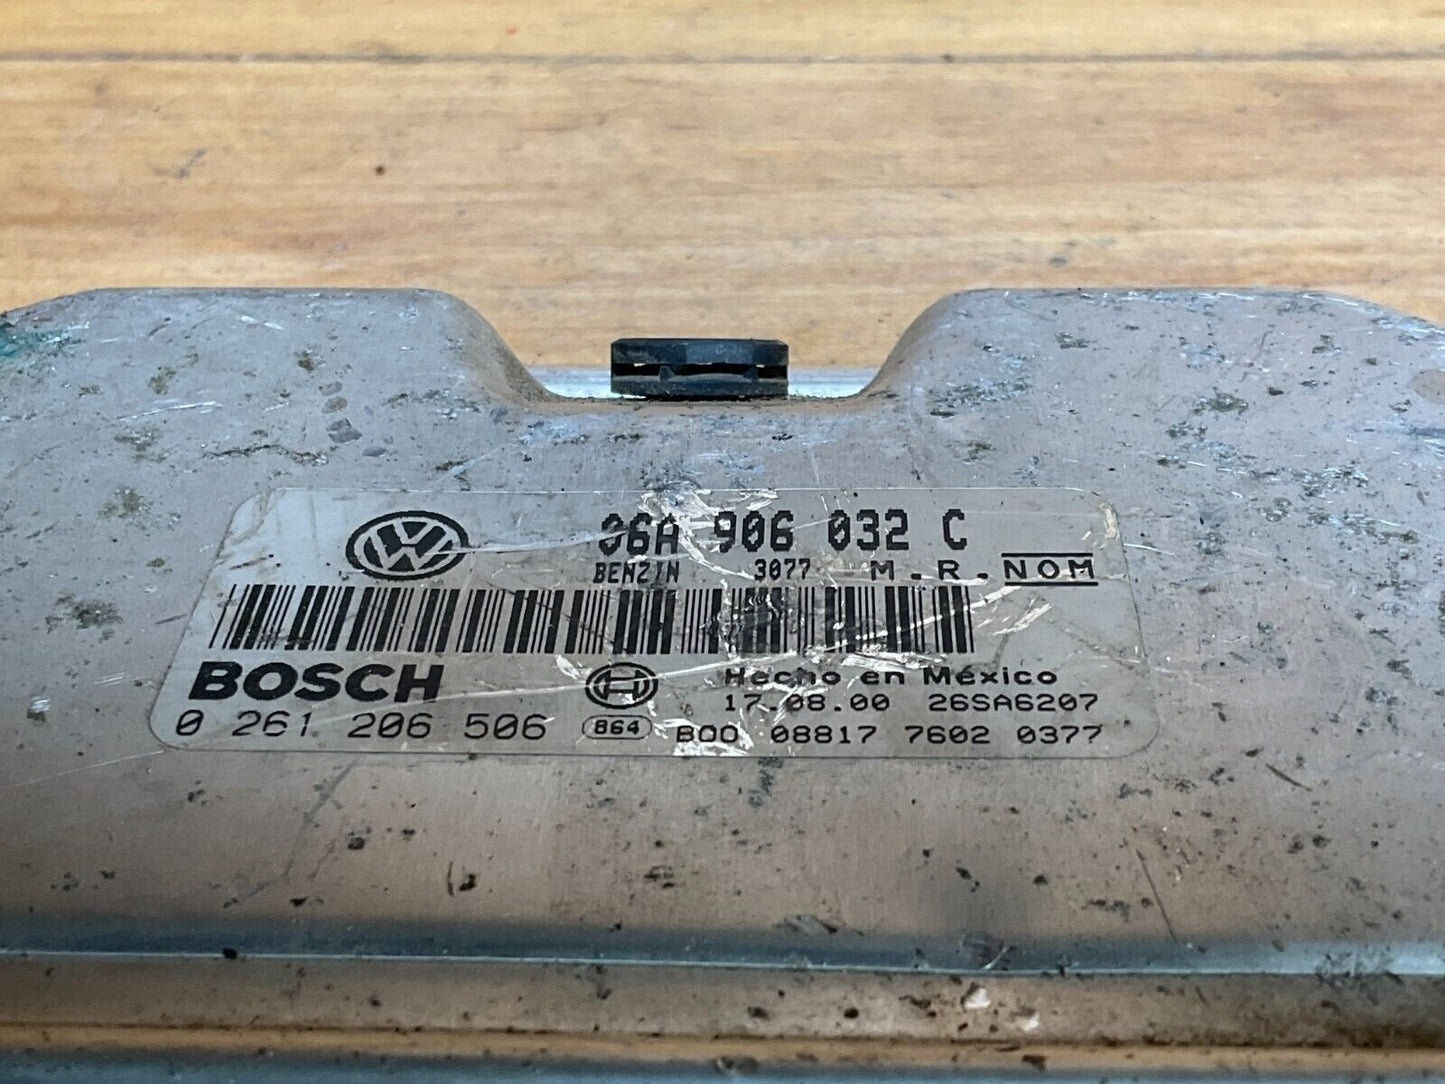 06A 906 032 C
BENZIN 3077 M.R.NOM
BOSCH
Hecho en México
17.08.00 26SA6207
0 261 206 506 864 B00 08817 7602 0377